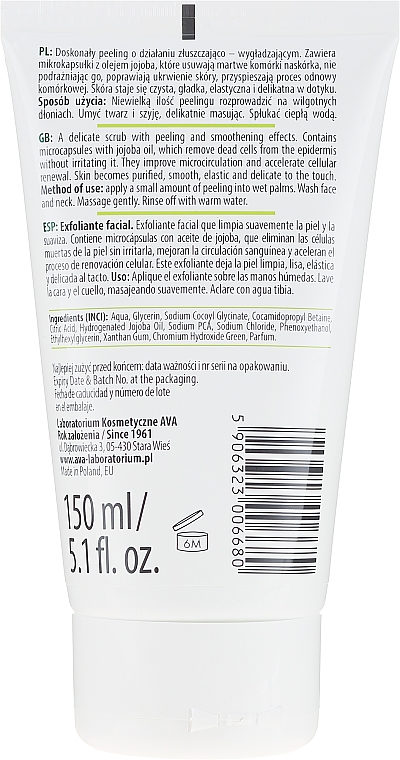 PL: Doskonały peeling o działaniu złuszczająco – wygładzającym. Zawiera
mikrokapsułki z olejem jojoba, które usuwają martwe komórki naskórka, nie
podrażniając go, poprawiają ukrwienie skóry, przyspieszają proces odnowy
komórkowej. Skóra staje się czysta, gładka, elastyczna i delikatna w dotyku.
Sposób użycia: Niewielką ilość peelingu rozprowadzić na wilgotnych
dłoniach. Umyć twarz i szyję, delikatnie masując. Spłukać ciepłą wodą.
GB: A delicate scrub with peeling and smoothening effects. Contains
microcapsules with jojoba oil, which remove dead cells from the epidermis
without irritating it. They improve microcirculation and accelerate cellular
renewal. Skin becomes purified, smooth, elastic and delicate to the touch.
Method of use: apply a small amount of peeling into wet palms. Wash face
and neck. Massage gently. Rinse off with warm water.
ESP: Exfoliante facial. Exfoliante facial que limpia suavemente la piel y la
suaviza. Contiene microcápsulas con aceite de jojoba, que eliminan las células
muertas de la piel sin irritarla, mejoran la circulación sanguínea y aceleran el
proceso de renovación celular. Este exfoliante deja la piel limpia, lisa, elástica
y delicada al tacto. Uso: Aplique el exfoliante sobre las manos húmedas. Lave
la cara y el cuello, masajeando suavemente. Aclare con agua tibia.
Ingredients (INCI): Aqua, Glycerin, Sodium Cocoyl Glycinate, Cocamidopropyl Betaine,
Citric Acid, Hydrogenated Jojoba Oil, Sodium PCA, Sodium Chloride, Phenoxyethanol,
Ethylhexylglycerin, Xanthan Gum, Chromium Hydroxide Green, Parfum.
Najlepiej zużyć przed końcem: data ważności i nr serii na opakowaniu.
Expiry Date & Batch No. at the packaging.
Fecha de caducidad y número de lote
en el embalaje.
Laboratorium Kosmetyczne AVA
Rok założenia / Since 1961
ul.Dąbrowiecka 3, 05-430 Stara Wieś
www.ava-laboratorium.pl
Made in Poland, EU
150 ml/
5.1 fl. oz.
6M
5 906323 006680